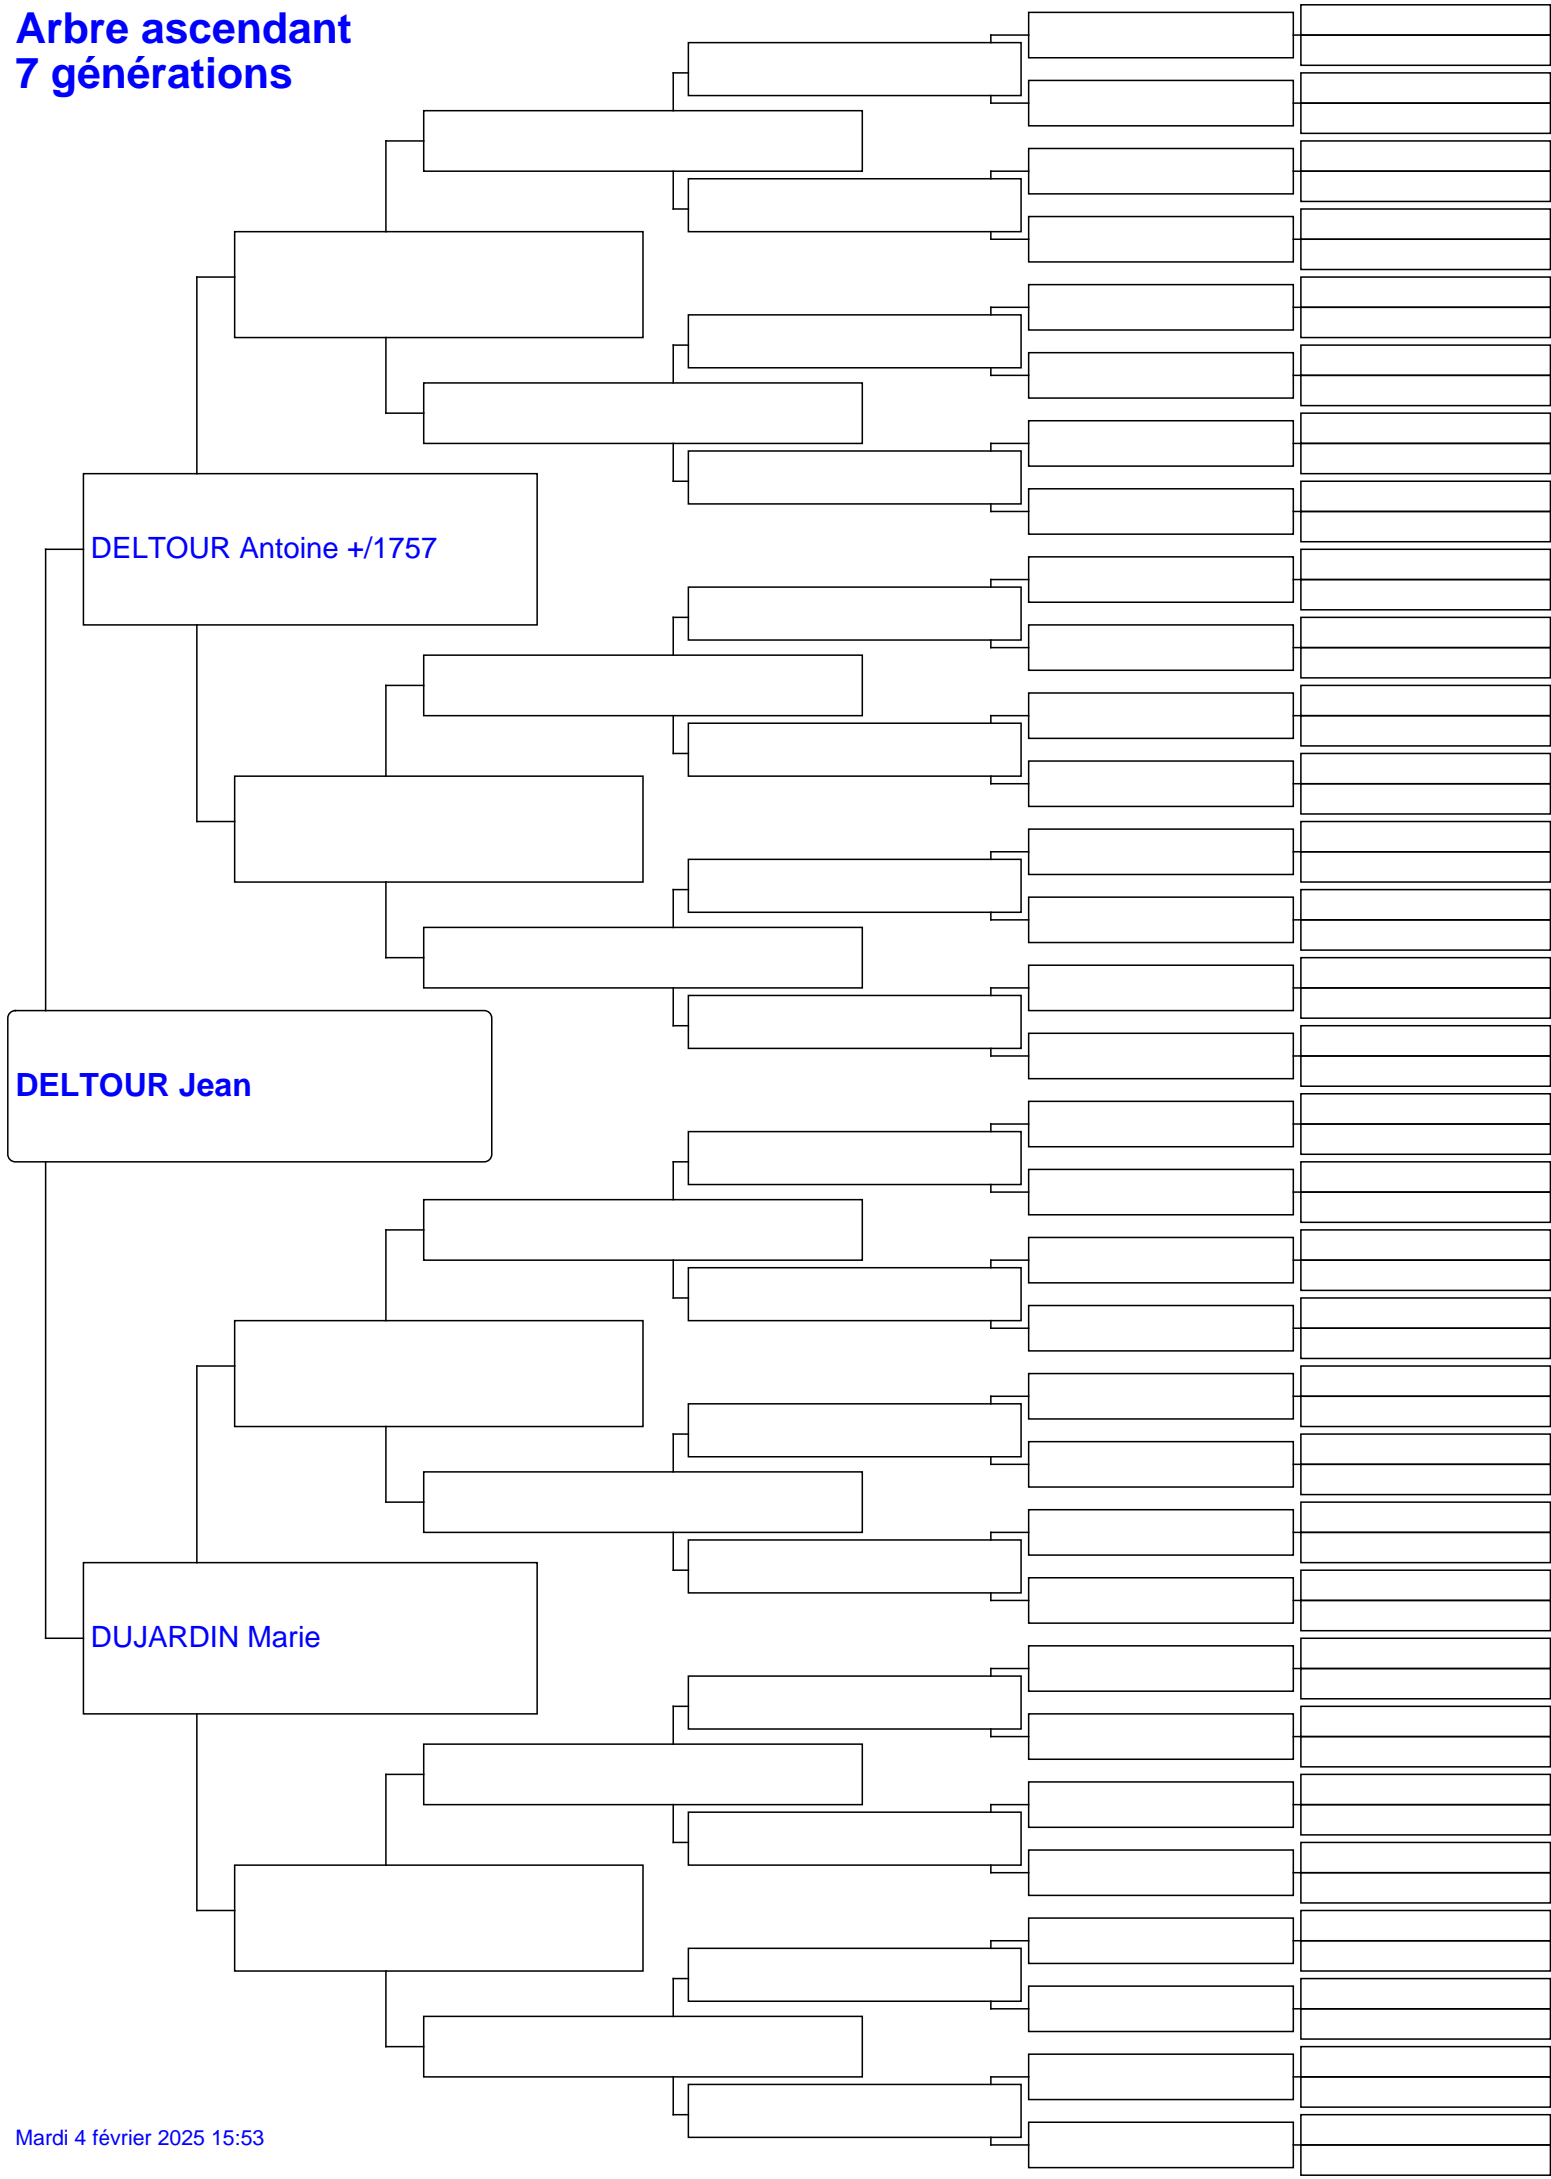 Arbre ascendant
7 générations
DELTOUR Antoine +/1757
DELTOUR Jean
DUJARDIN Marie
Mardi 4 février 2025 15:53